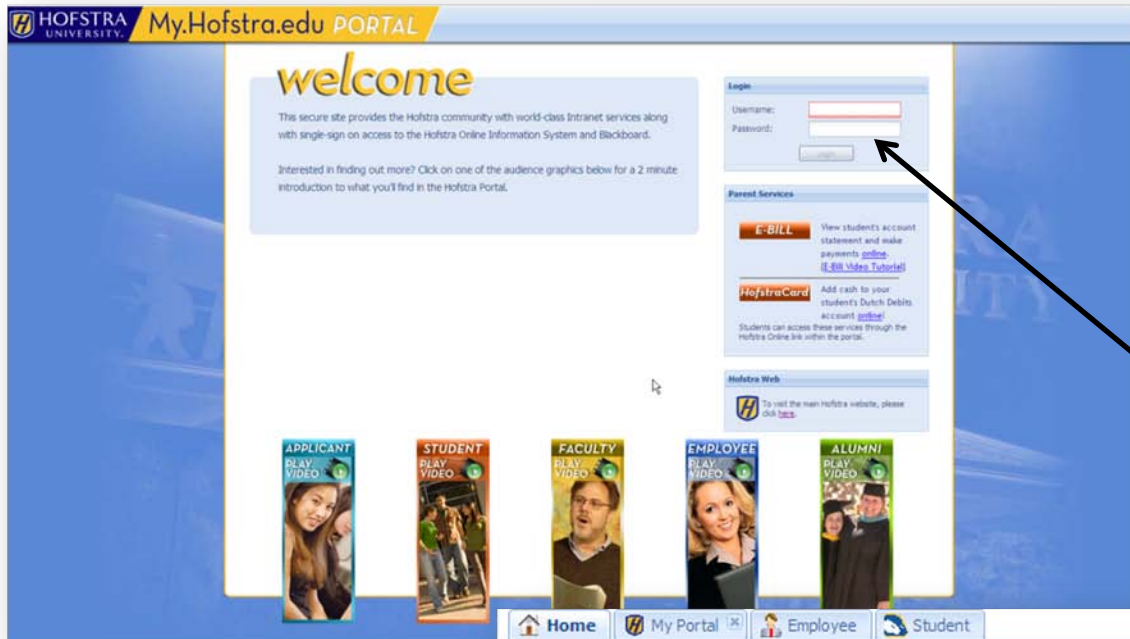 HOFSTRA
UNIVERSITY.
My.Hofstra.edu PORTAL
welcome
This secure site provides the Hofstra community with world-class Intranet services along
with single-sign on access to the Hofstra Online Information System and Blackboard.
Interested in finding out more? Click on one of the audience graphics below for a 2 minute
introduction to what you'll find in the Hofstra Portal.
Login
Username:
Password:
Login
Parent Services
E-BILL
View students account
statement and make
payments online.
(E-Bill Video Tutorial)
HofstraCard
Add cash to your
student's Dutch Debits
account online!
Students can access these services through the
Hofstra Online link within the portal.
Hofstra Web
To visit the main Hofstra website, please
click here.
APPLICANT
PLAY
VIDEO
STUDENT
PLAY
VIDEO
FACULTY
PLAY
VIDEO
EMPLOYEE
PLAY
VIDEO
ALUMNI
PLAY
VIDEO
Home
My Portal
Employee
Student